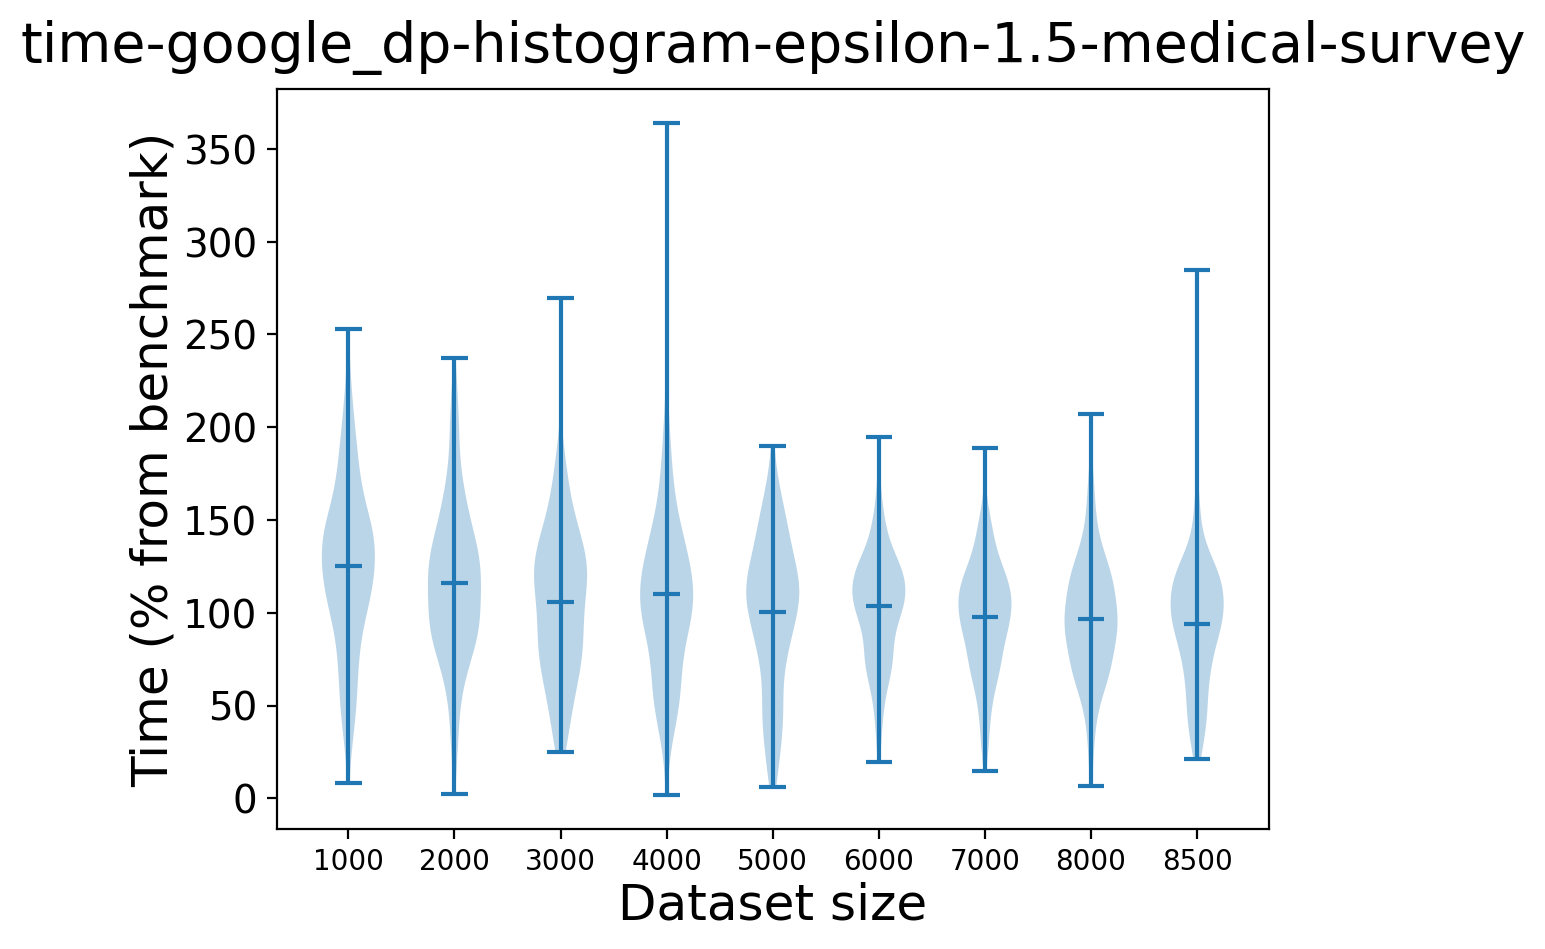 time-google_dp-histogram-epsilon-1.5-medical-survey
Time (% from benchmark)
350
300
250
200
150
100
50
0
1000 2000 3000 4000 5000 6000 7000 8000 8500
Dataset size